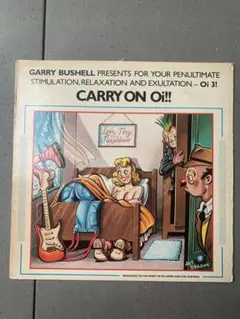 GARRY BUSHELL PRESENTS FOR YOUR PENULTIMATE
STIMULATION, RELAXATION AND EXULTATION – Oi 3!
CARRY ON Oi!!
Love Thy
Neighbour